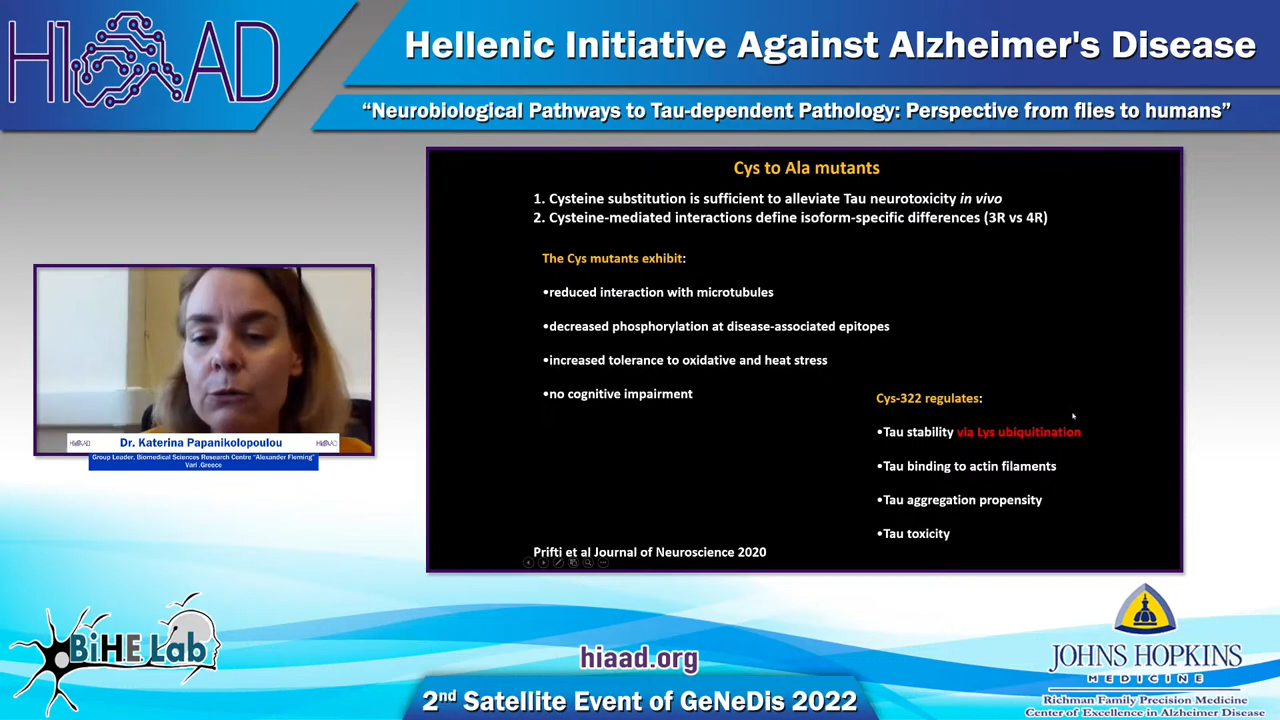 HIAAD
Hellenic Initiative Against Alzheimer's Disease
“Neurobiological Pathways to Tau-dependent Pathology: Perspective from flies to humans”
Cys to Ala mutants
1. Cysteine substitution is sufficient to alleviate Tau neurotoxicity in vivo
2. Cysteine-mediated interactions define isoform-specific differences (3R vs 4R)
The Cys mutants exhibit:
•reduced interaction with microtubules
•decreased phosphorylation at disease-associated epitopes
•increased tolerance to oxidative and heat stress
•no cognitive impairment
Cys-322 regulates:
•Tau stability via Lys ubiquitination
•Tau binding to actin filaments
•Tau aggregation propensity
•Tau toxicity
Prifti et al Journal of Neuroscience 2020
HIAAD Dr. Katerina Papanikolopoulou HIAAD
Group Leader, Biomedical Sciences Research Centre "Alexander Fleming"
Vari ,Greece
BiHE Lab
hiaad.org
2nd Satellite Event of GeNeDis 2022
JOHNS HOPKINS
MEDICINE
Richman Family Precision Medicine
Center of Excellence in Alzheimer Disease